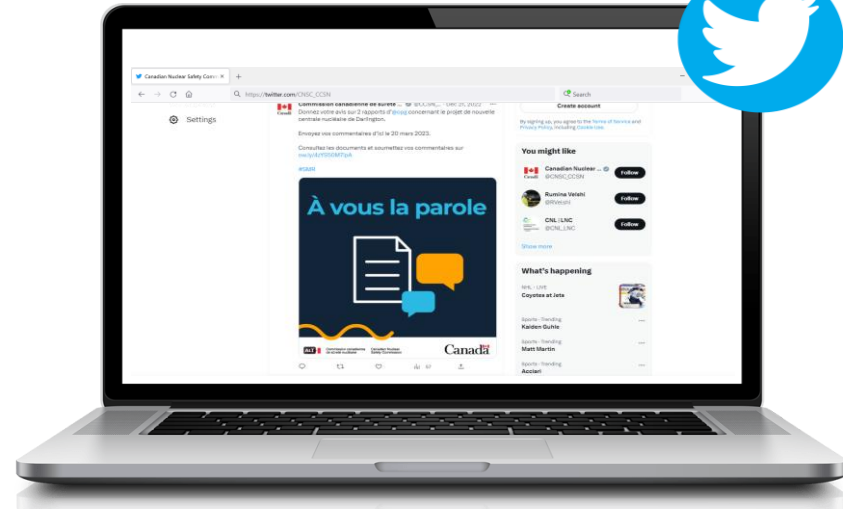 Canadian Nuclear Safety Comm
https://twitter.com/CNSC_CCSN
Search
Settings
Commission canadienne de sûreté ...
Canada
Donnez votre avis sur 2 rapports d'@opg concernant le projet de nouvelle
centrale nucléaire de Darlington.
Envoyez vos commentaires d'ici le 20 mars 2023.
Consultez les documents et soumettez vos commentaires sur
À vous la parole
Commission canadienne
de sûreté nucléaire
Canadian Nuclear
Safety Commission
Canada
ALT
Create account
By signing up, you agree to the Terms of Service and
Privacy Policy, including Cookie Use.
You might like
Canadian Nuclear ...
@CNSC_CCSN
Follow
Canada
Rumina Velshi
@RVelshi
Follow
CNL | LNC
@CNL_LNC
Follow
Show more
What's happening
NHL · LIVE
Coyotes at Jets
Sports · Trending
Kaiden Guhle
Sports · Trending
Matt Martin
Sports · Trending
Acciari